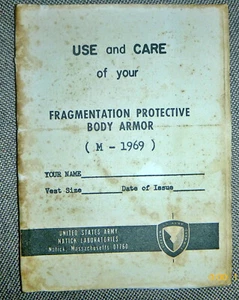 USE and CARE
of your
FRAGMENTATION PROTECTIVE
BODY ARMOR
( M - 1969 )
YOUR NAME
Vest Size Date of Issue
UNITED STATES ARMY
NATICK LABORATORIES
Natick, Massachusetts 01760